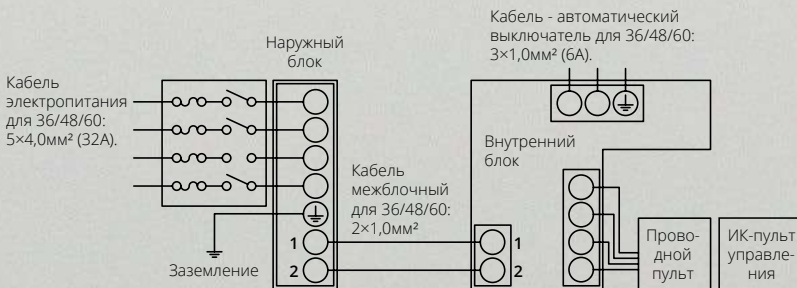 Кабель - автоматический
выключатель для 36/48/60:
3×1,0мм² (6А).
Наружный
блок
Кабель
электропитания
для 36/48/60:
5×4,0мм² (32А).
Внутренний
блок
Кабель
межблочный
для 36/48/60:
2×1,0мм²
1
2
1
2
Заземление
Прово-
дной
пульт
ИК-пульт
управле-
ния